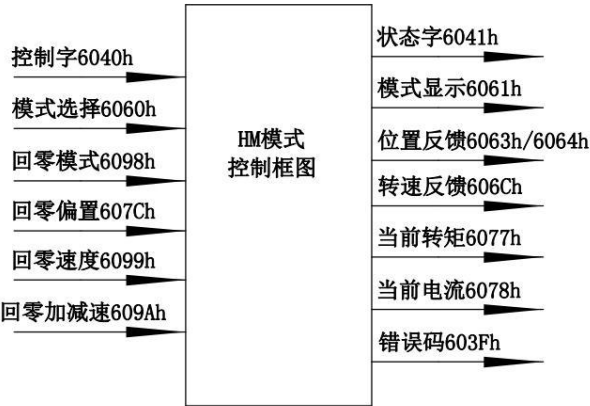 控制字6040h
模式选择6060h
回零模式6098h
回零偏置607Ch
回零速度6099h
回零加减速609Ah
HM模式
控制框图
状态字6041h
模式显示6061h
位置反馈6063h/6064h
转速反馈606Ch
当前转矩6077h
当前电流6078h
错误码603Fh